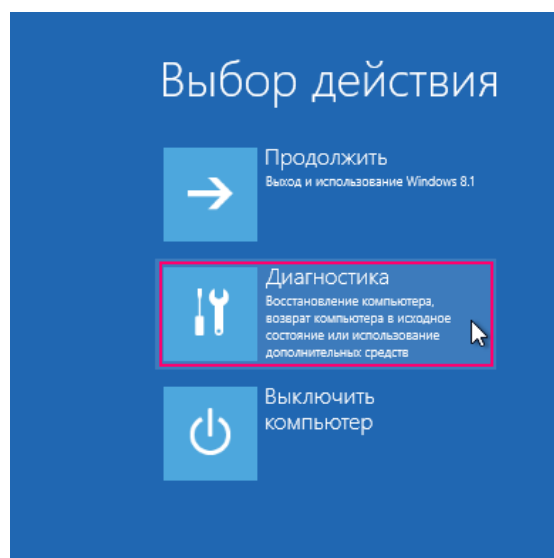 Выбор действия
Продолжить
Выход и использование Windows 8.1
Диагностика
Восстановление компьютера,
возврат компьютера в исходное
состояние или использование
дополнительных средств
Выключить
компьютер